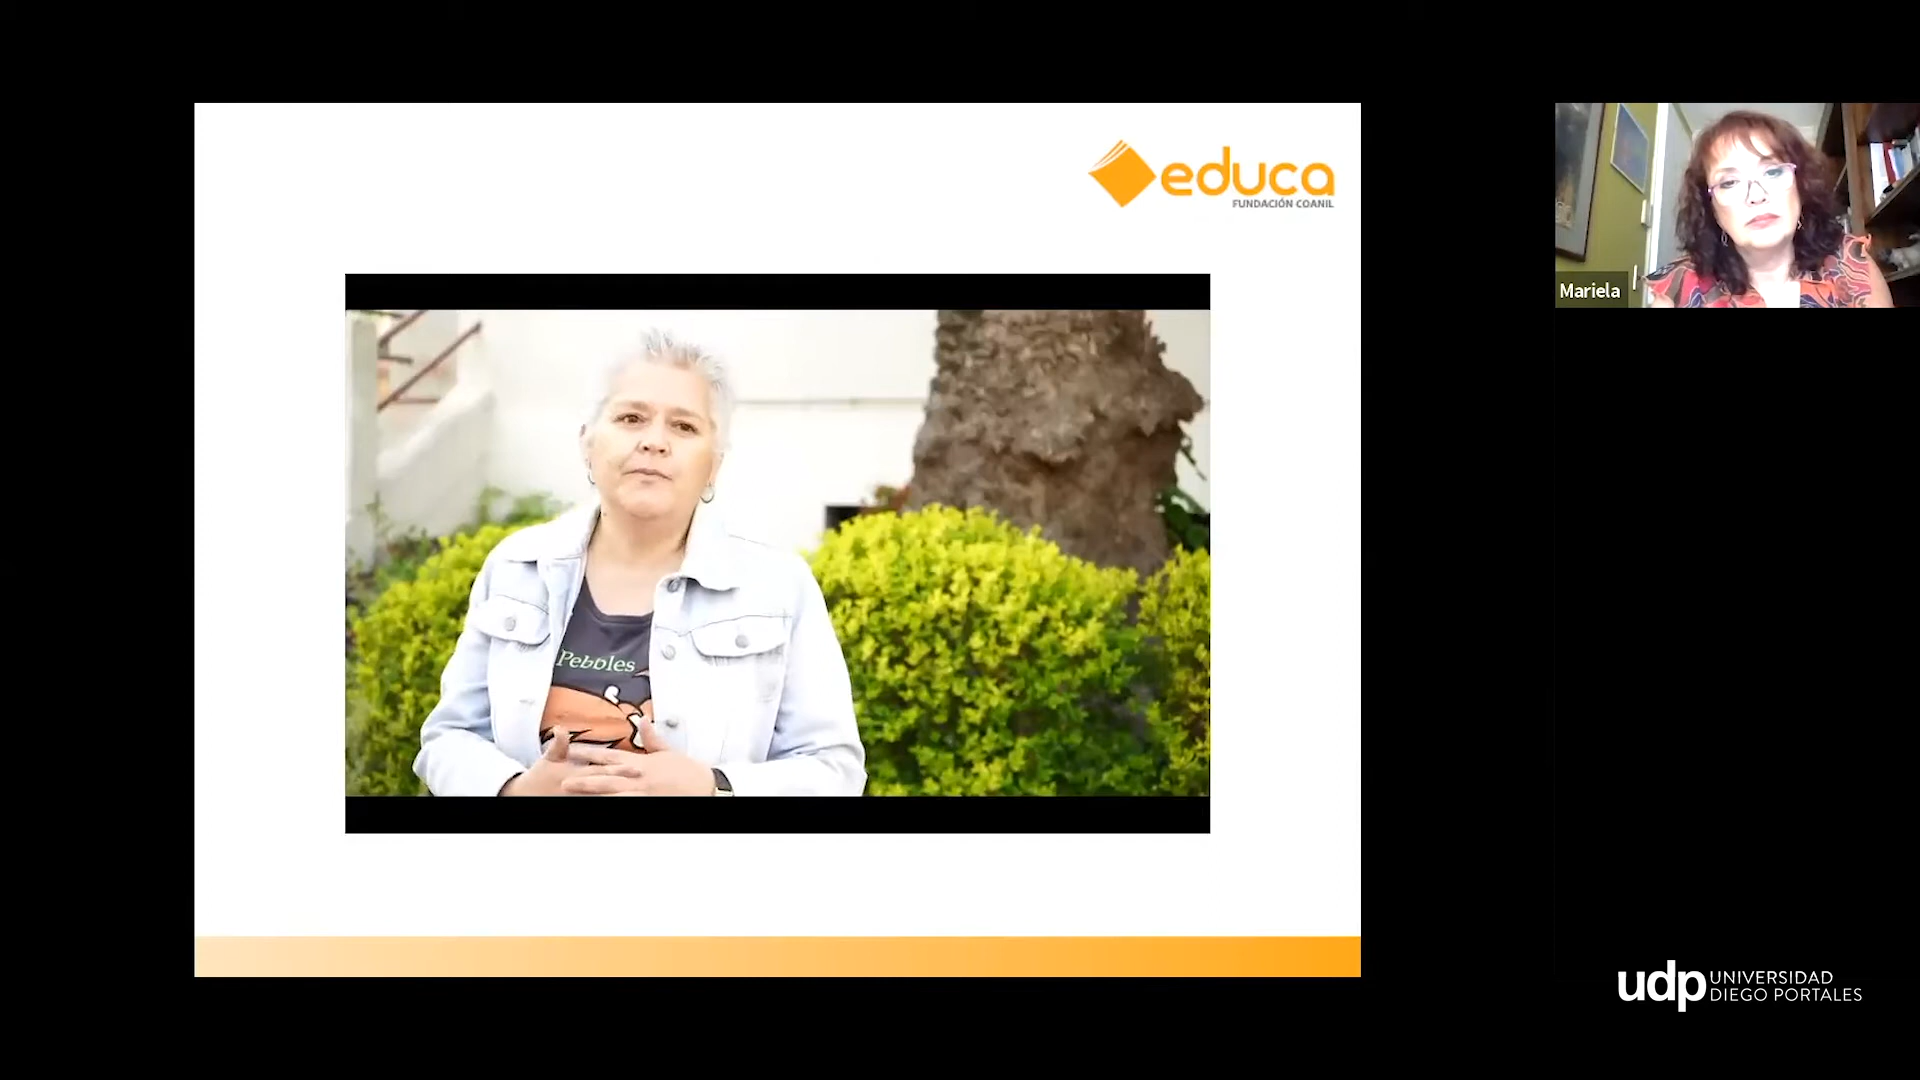 educa
FUNDACIÓN COANIL
Pebbles
Mariela
udp UNIVERSIDAD
DIEGO PORTALES